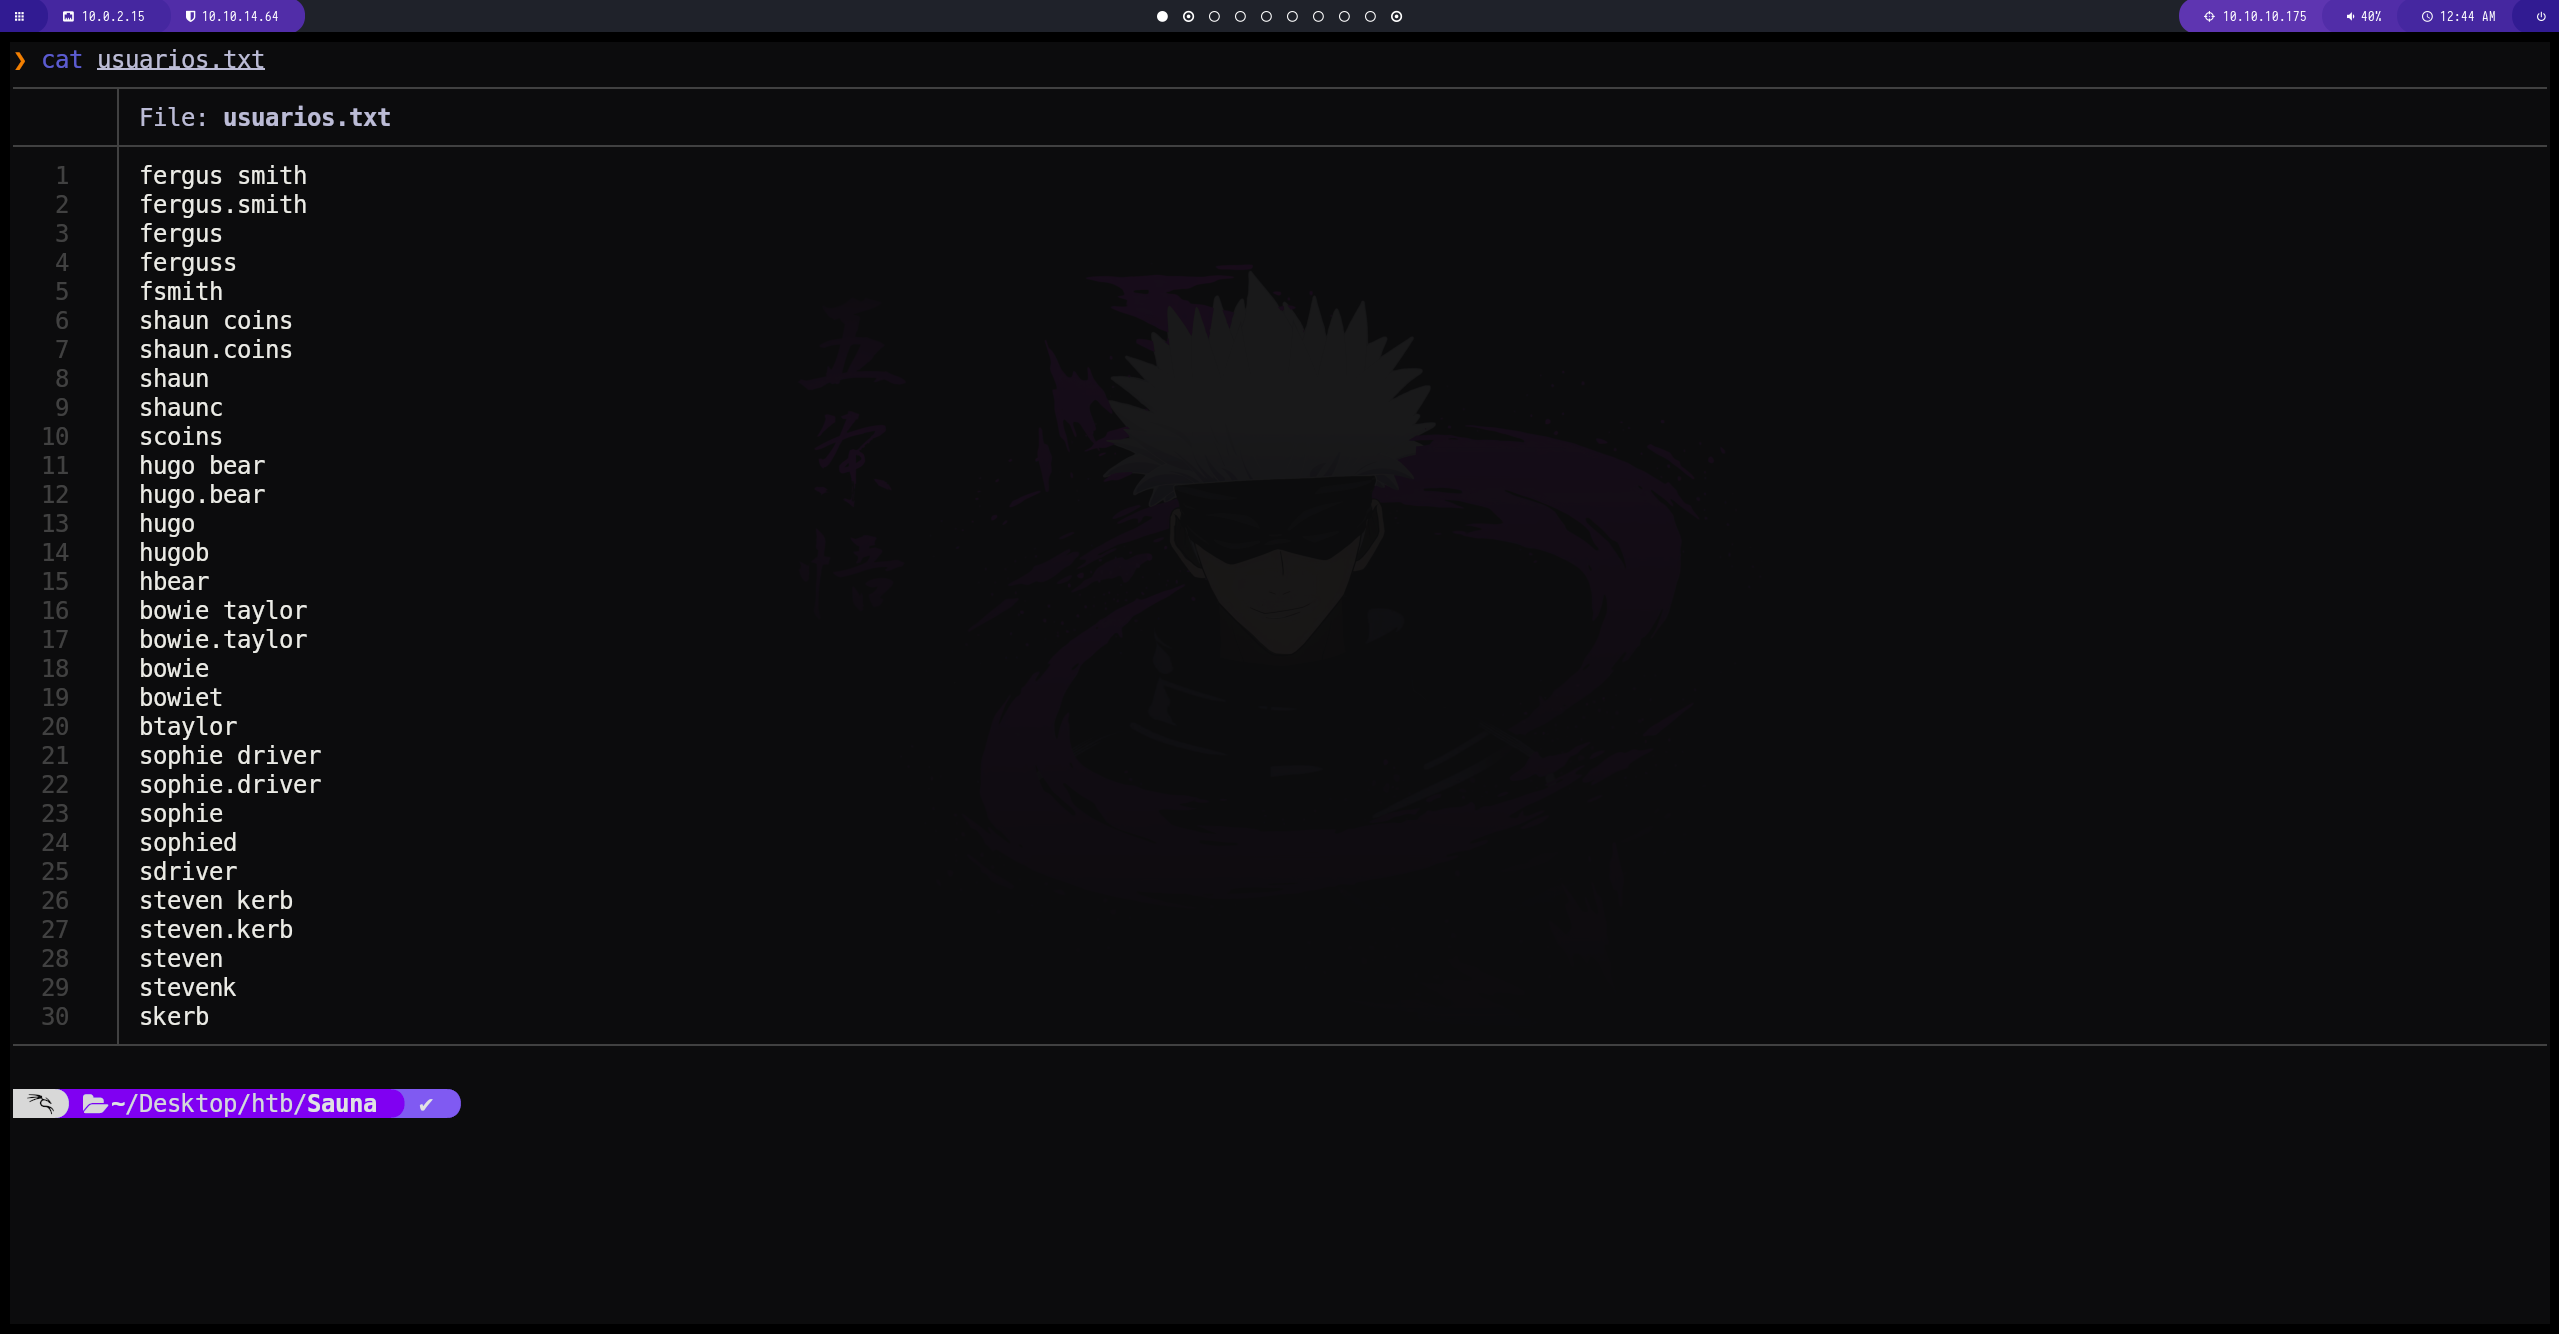 10.0.2.15 10.10.14.64 10.10.10.175 40% 12:44 AM
❯ cat usuarios.txt
File: usuarios.txt
1 fergus smith
2 fergus.smith
3 fergus
4 ferguss
5 fsmith
6 shaun coins
7 shaun.coins
8 shaun
9 shaunc
10 scoins
11 hugo bear
12 hugo.bear
13 hugo
14 hugob
15 hbear
16 bowie taylor
17 bowie.taylor
18 bowie
19 bowiet
20 btaylor
21 sophie driver
22 sophie.driver
23 sophie
24 sophied
25 sdriver
26 steven kerb
27 steven.kerb
28 steven
29 stevenk
30 skerb
~/Desktop/htb/Sauna ✔
五
条
悟